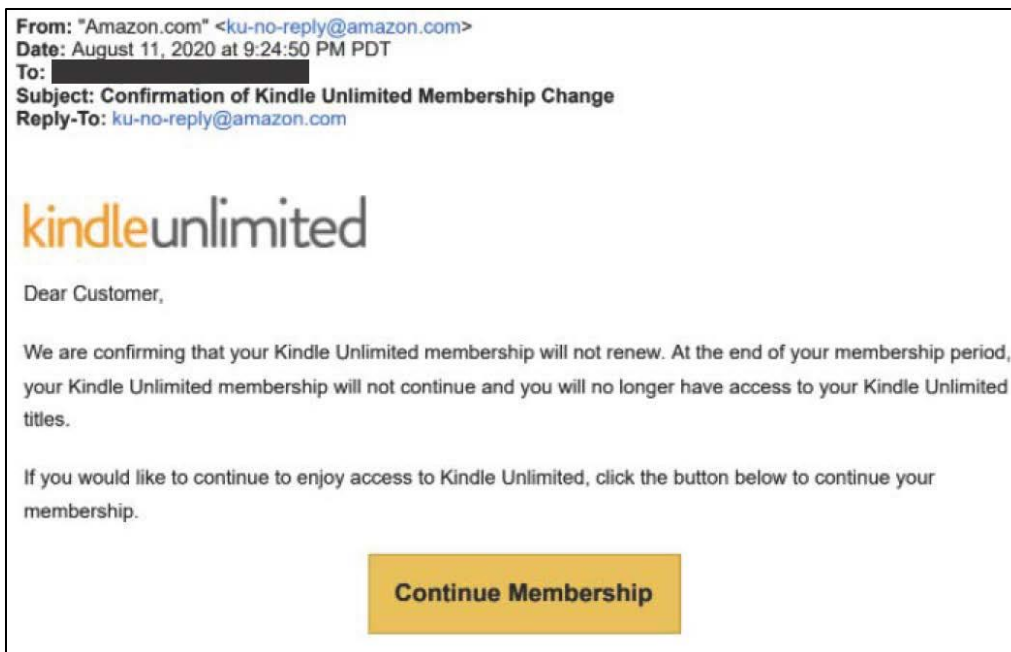 From: "Amazon.com" <ku-no-reply@amazon.com>
Date: August 11, 2020 at 9:24:50 PM PDT
To:
Subject: Confirmation of Kindle Unlimited Membership Change
Reply-To: ku-no-reply@amazon.com
kindleunlimited
Dear Customer,
We are confirming that your Kindle Unlimited membership will not renew. At the end of your membership period,
your Kindle Unlimited membership will not continue and you will no longer have access to your Kindle Unlimited
titles.
If you would like to continue to enjoy access to Kindle Unlimited, click the button below to continue your
membership.
Continue Membership